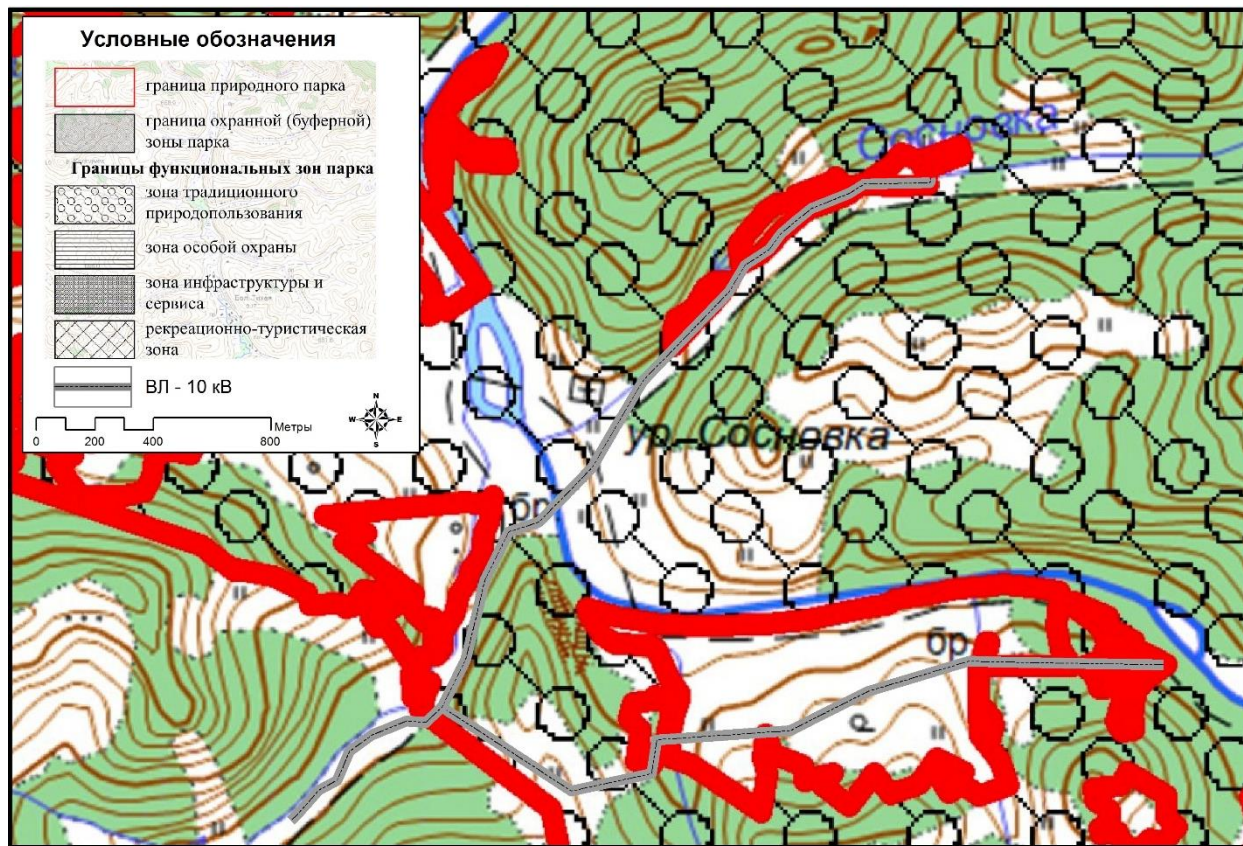 Условные обозначения
граница природного парка
граница охранной (буферной)
зоны парка
Границы функциональных зон парка
зона традиционного
природопользования
зона особой охраны
зона инфраструктуры и
сервиса
рекреационно-туристическая
зона
ВЛ - 10 кВ
Метры
0 200 400 800
N
W E
S
Сосновка
ур. Сосновка
бр
бр